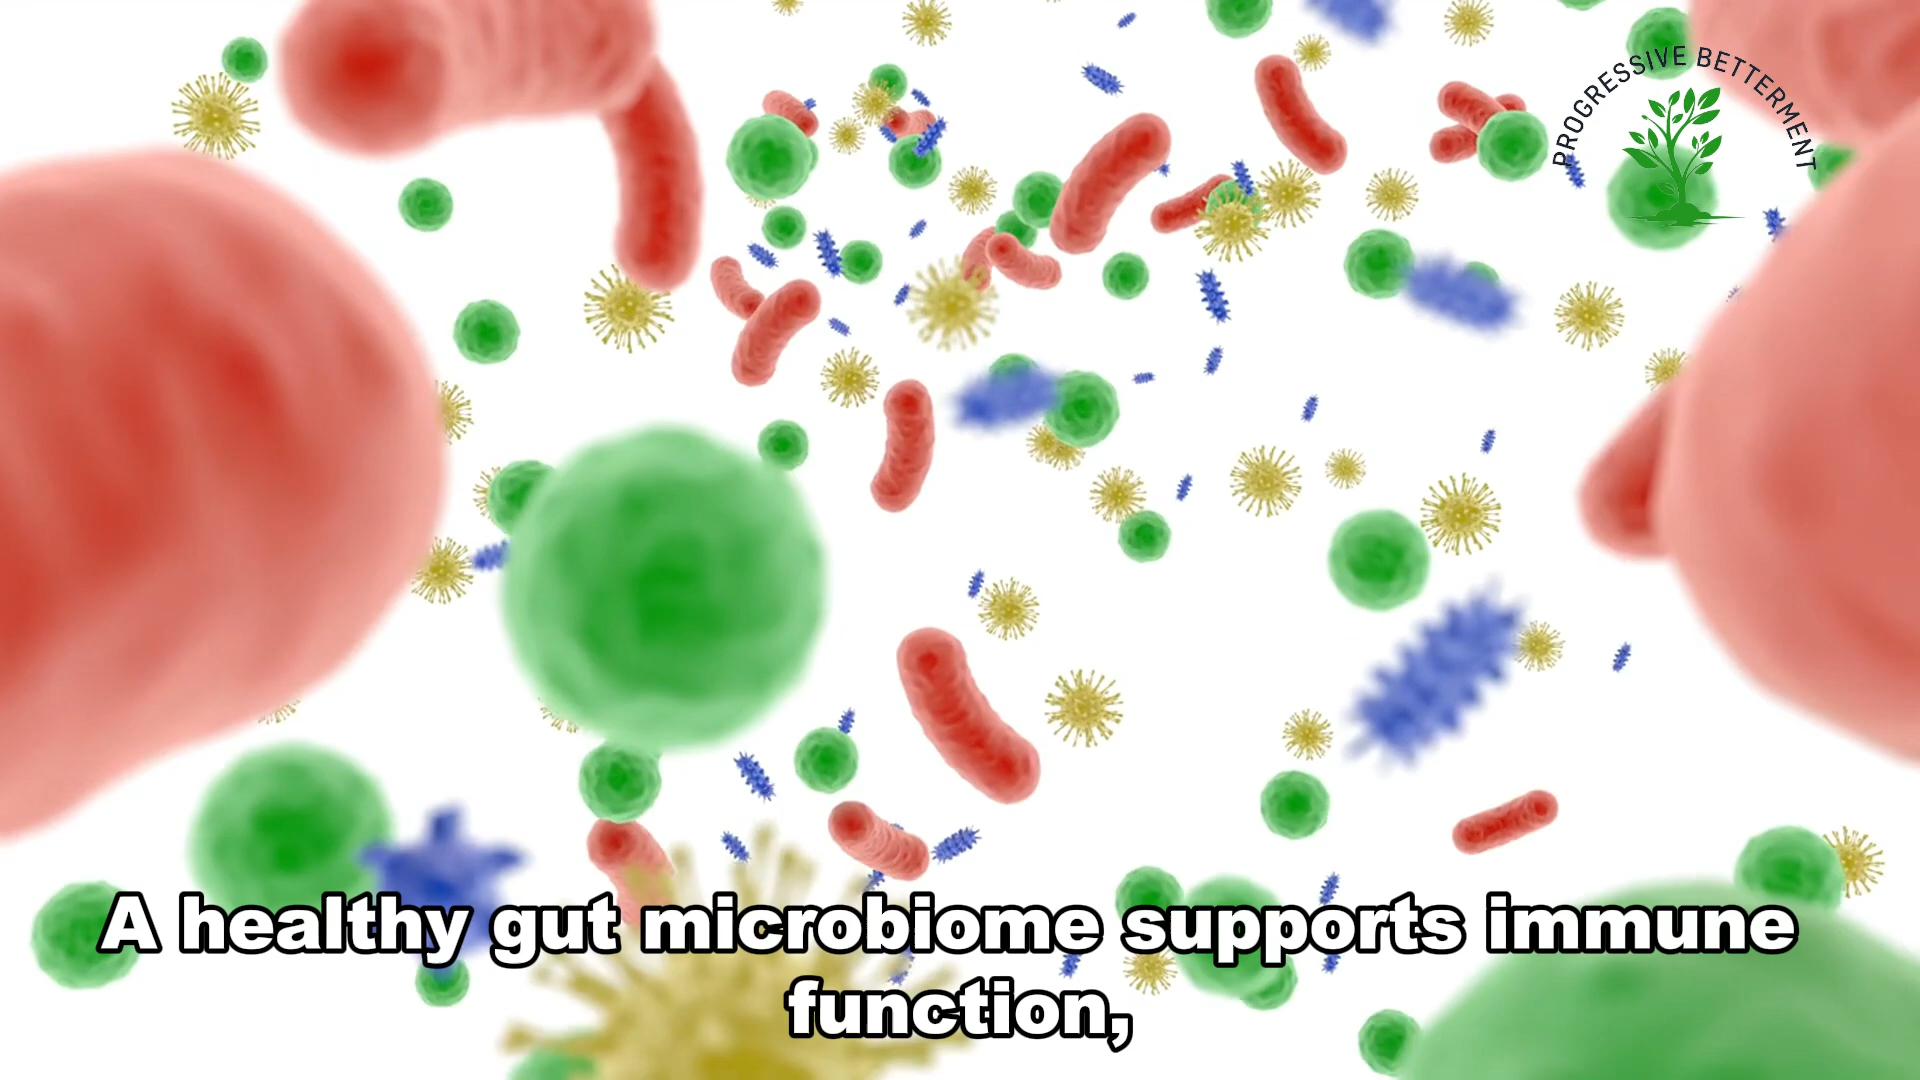 PROGRESSIVE BETTERMENT
A healthy gut microbiome supports immune
function,